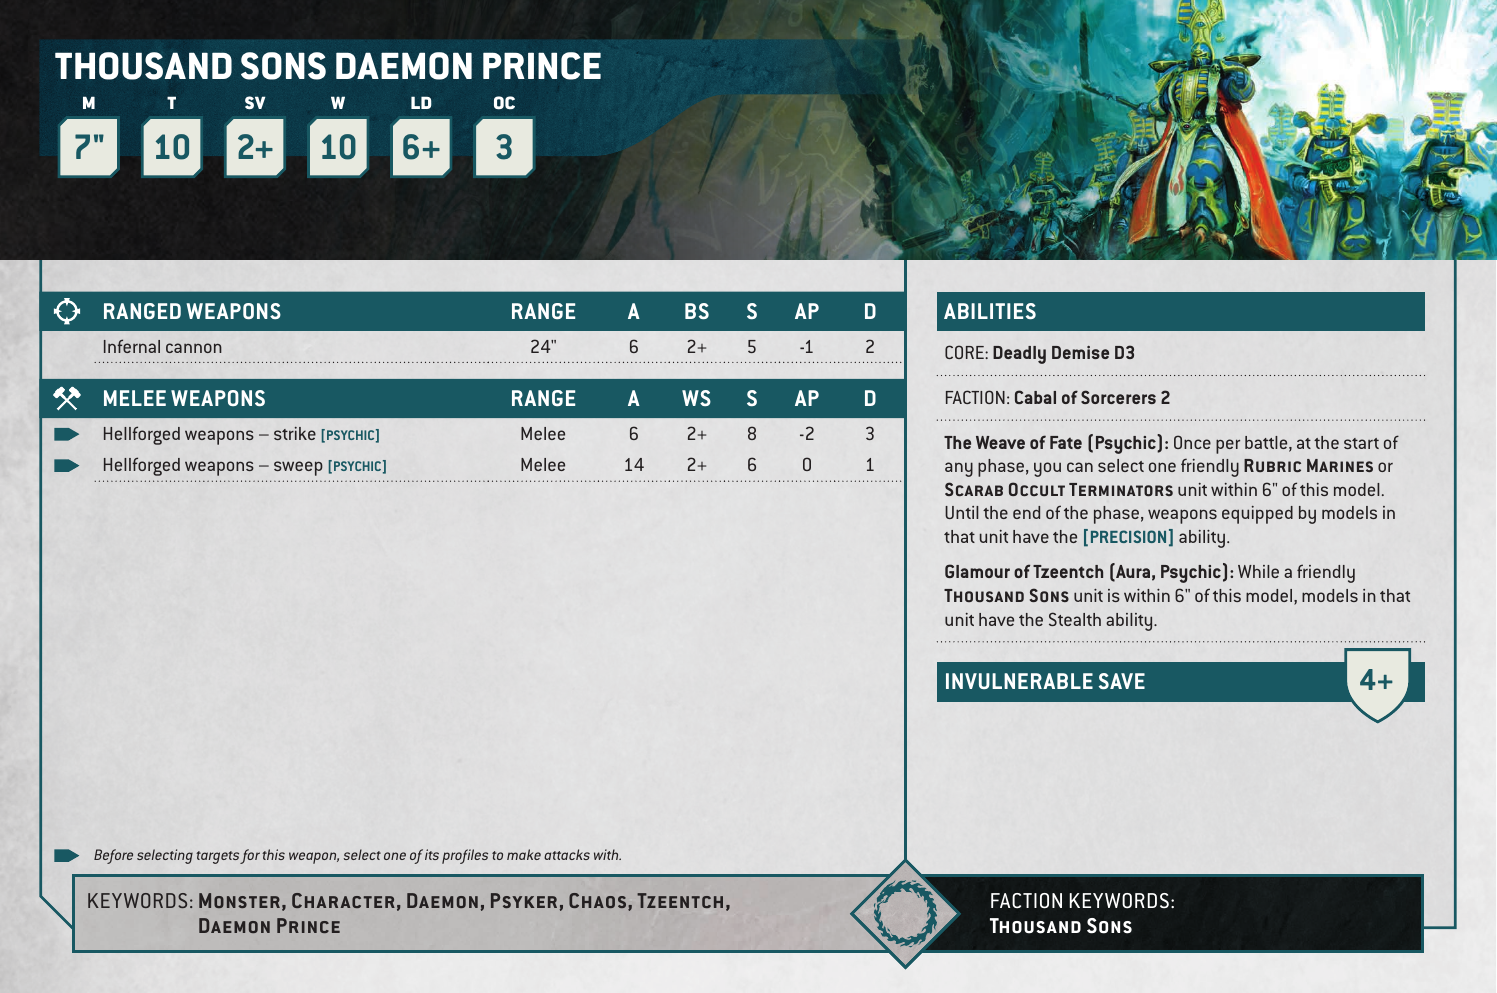 THOUSAND SONS DAEMON PRINCE
M T SV W LD OC
7" 10 2+ 10 6+ 3
RANGED WEAPONS RANGE A BS S AP D
Infernal cannon 24" 6 2+ 5 -1 2
MELEE WEAPONS RANGE A WS S AP D
Hellforged weapons – strike [PSYCHIC] Melee 6 2+ 8 -2 3
Hellforged weapons – sweep [PSYCHIC] Melee 14 2+ 6 0 1
Before selecting targets for this weapon, select one of its profiles to make attacks with.
ABILITIES
CORE: Deadly Demise D3
FACTION: Cabal of Sorcerers 2
The Weave of Fate (Psychic): Once per battle, at the start of
any phase, you can select one friendly RUBRIC MARINES or
SCARAB OCCULT TERMINATORS unit within 6" of this model.
Until the end of the phase, weapons equipped by models in
that unit have the [PRECISION] ability.
Glamour of Tzeentch (Aura, Psychic): While a friendly
THOUSAND SONS unit is within 6" of this model, models in that
unit have the Stealth ability.
INVULNERABLE SAVE 4+
KEYWORDS: MONSTER, CHARACTER, DAEMON, PSYKER, CHAOS, TZEENTCH,
DAEMON PRINCE
FACTION KEYWORDS:
THOUSAND SONS